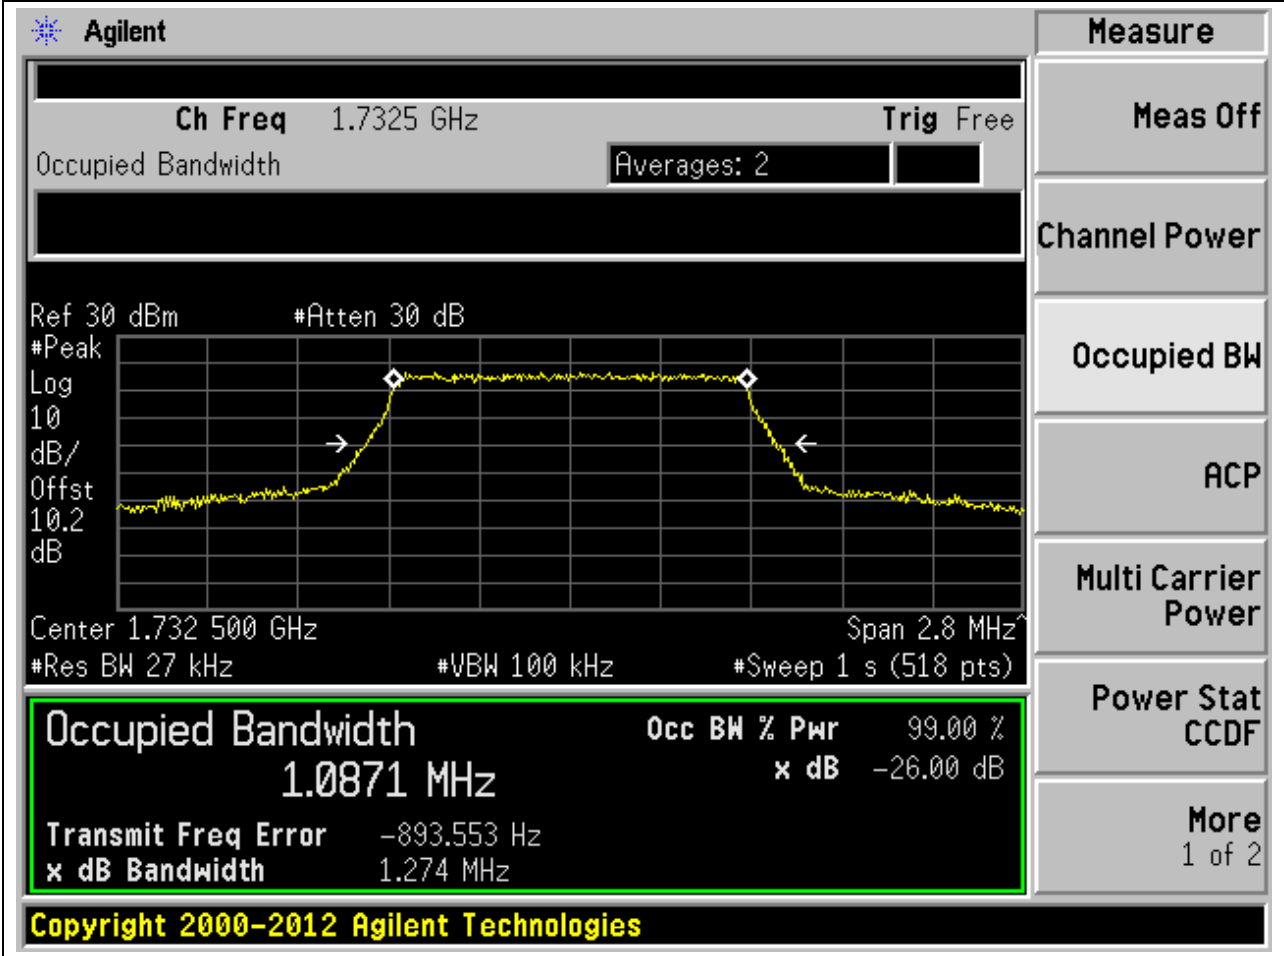 Agilent
Measure
Ch Freq 1.7325 GHz Trig Free
Occupied Bandwidth Averages: 2
Meas Off
Channel Power
Occupied BW
ACP
Multi Carrier
Power
Power Stat
CCDF
More
1 of 2
Ref 30 dBm #Atten 30 dB
#Peak
Log
10
dB/
Offst
10.2
dB
Center 1.732 500 GHz Span 2.8 MHz^
#Res BW 27 kHz #VBW 100 kHz #Sweep 1 s (518 pts)
Occupied Bandwidth Occ BW % Pwr 99.00 %
1.0871 MHz x dB -26.00 dB
Transmit Freq Error -893.553 Hz
x dB Bandwidth 1.274 MHz
Copyright 2000-2012 Agilent Technologies